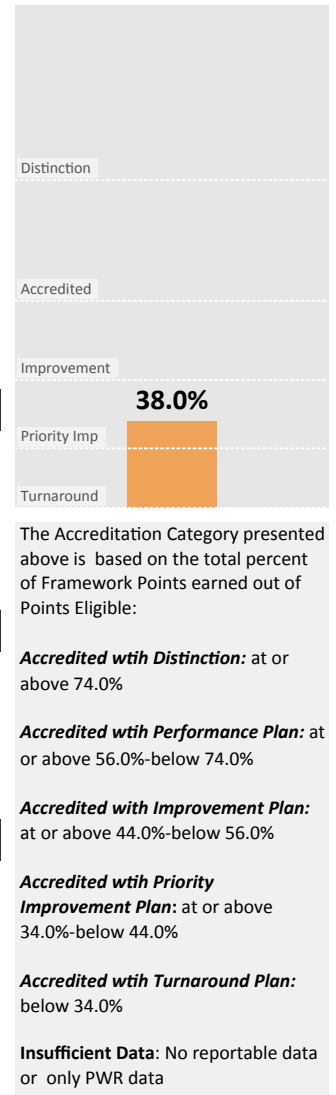 Distinction
Accredited
Improvement
38.0%
Priority Imp
Turnaround
The Accreditation Category presented
above is based on the total percent
of Framework Points earned out of
Points Eligible:
Accredited wtih Distinction: at or
above 74.0%
Accredited wtih Performance Plan: at
or above 56.0%-below 74.0%
Accredited with Improvement Plan:
at or above 44.0%-below 56.0%
Accredited wtih Priority
Improvement Plan: at or above
34.0%-below 44.0%
Accredited wtih Turnaround Plan:
below 34.0%
Insufficient Data: No reportable data
or only PWR data